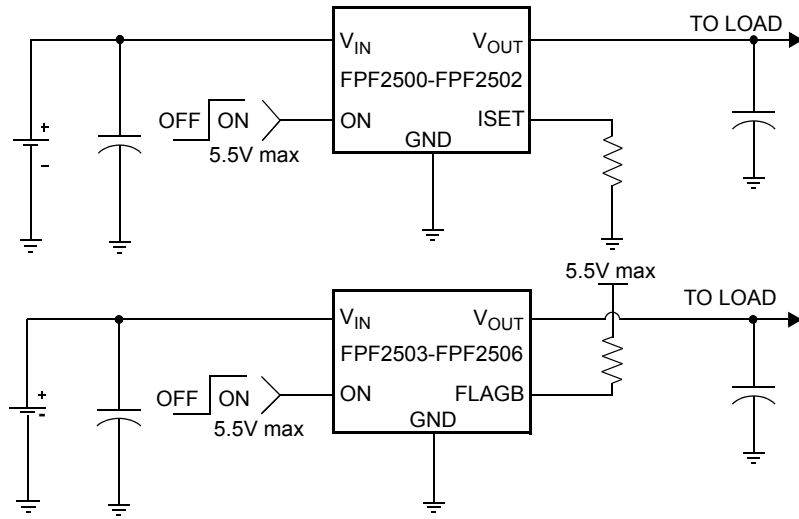 TO LOAD
V_IN V_OUT
FPF2500-FPF2502
OFF ON ON ISET
5.5V max GND
5.5V max
TO LOAD
+
-
V_IN V_OUT
FPF2503-FPF2506
OFF ON ON FLAGB
5.5V max GND
+
-